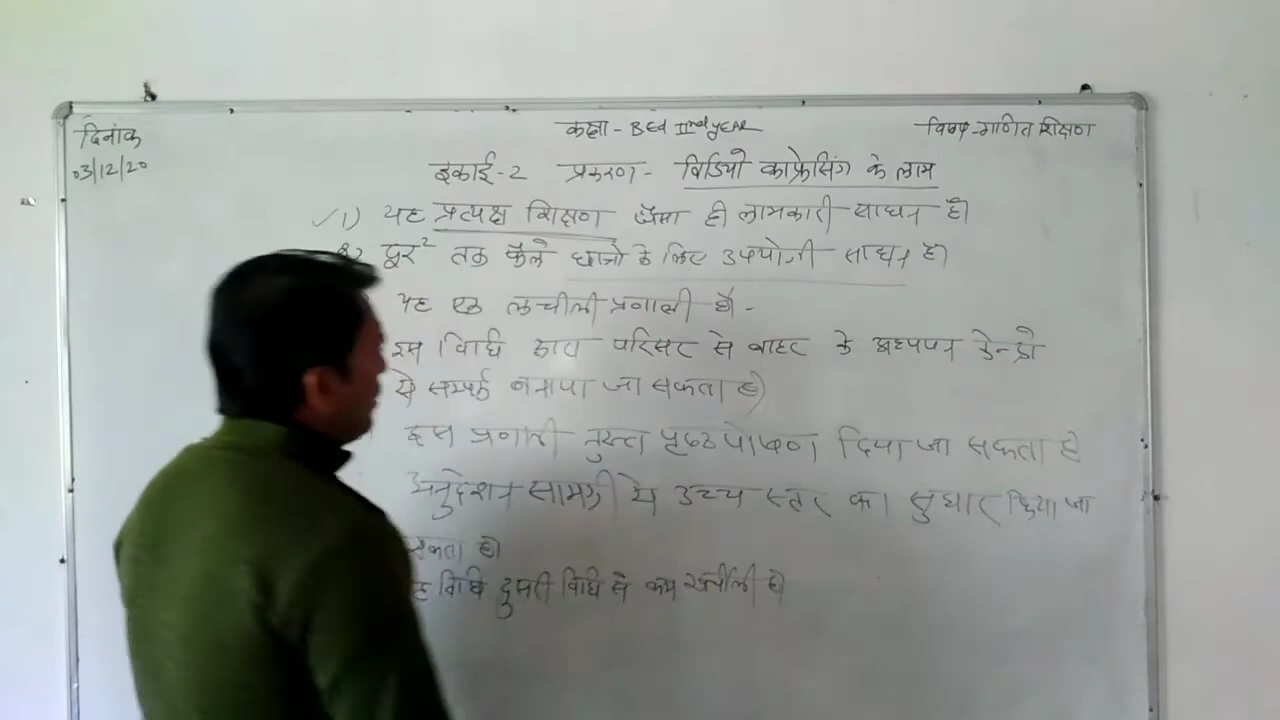 दिनांक कक्षा - BEd IInd yEAR विषय-गणित शिक्षण
03/12/20 इकाई-2 प्रकरण - विडियो कांफ्रेसिंग के लाभ
1) यह प्रत्यक्ष शिक्षण जैसा ही लाभकारी साधन है।
दूर² तक फैले छात्रो के लिए उपयोगी साधन है।
यह एक लचीली प्रणाली है -
इस विधि द्वारा परिसर से बाहर के अध्ययन केन्द्रो
से सम्पर्क बनाया जा सकता है)
इस प्रणाली तुरन्त पृष्ठपोषण दिया जा सकता है
अनुदेशन सामग्री मे उच्च स्तर का सुधार किया जा
सकता है।
विधि दुसरी विधि से कम खर्चीली है